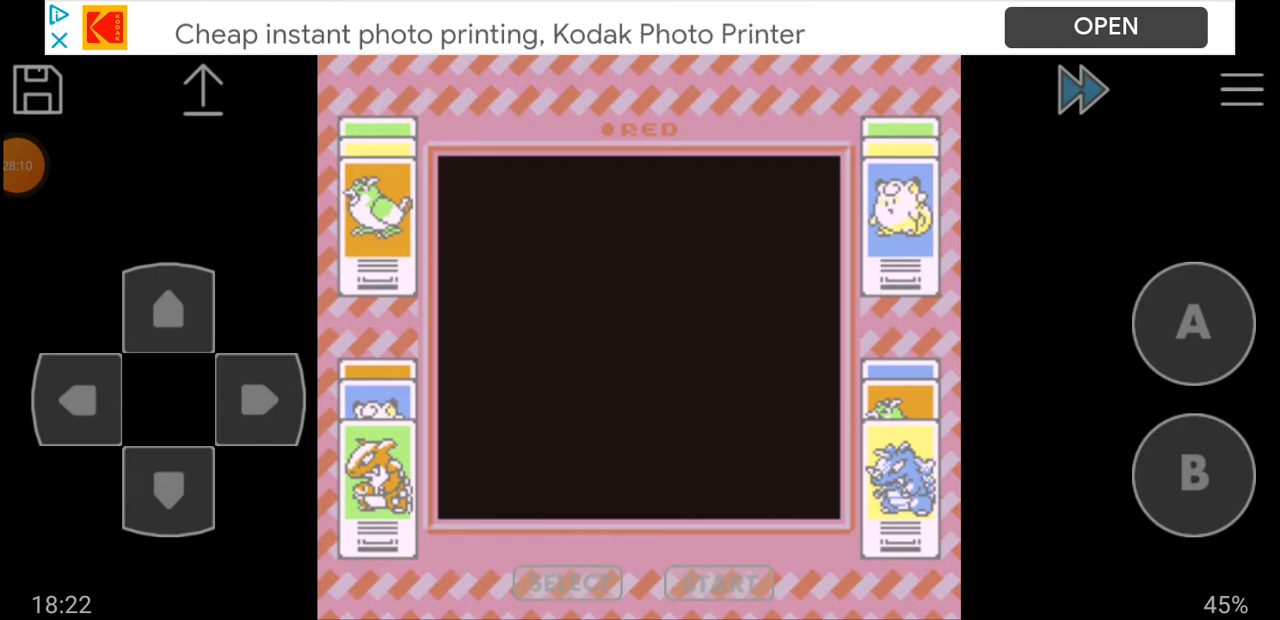 Cheap instant photo printing, Kodak Photo Printer
OPEN
KODAK
28:10
RED
A
B
SELECT
START
18:22
45%